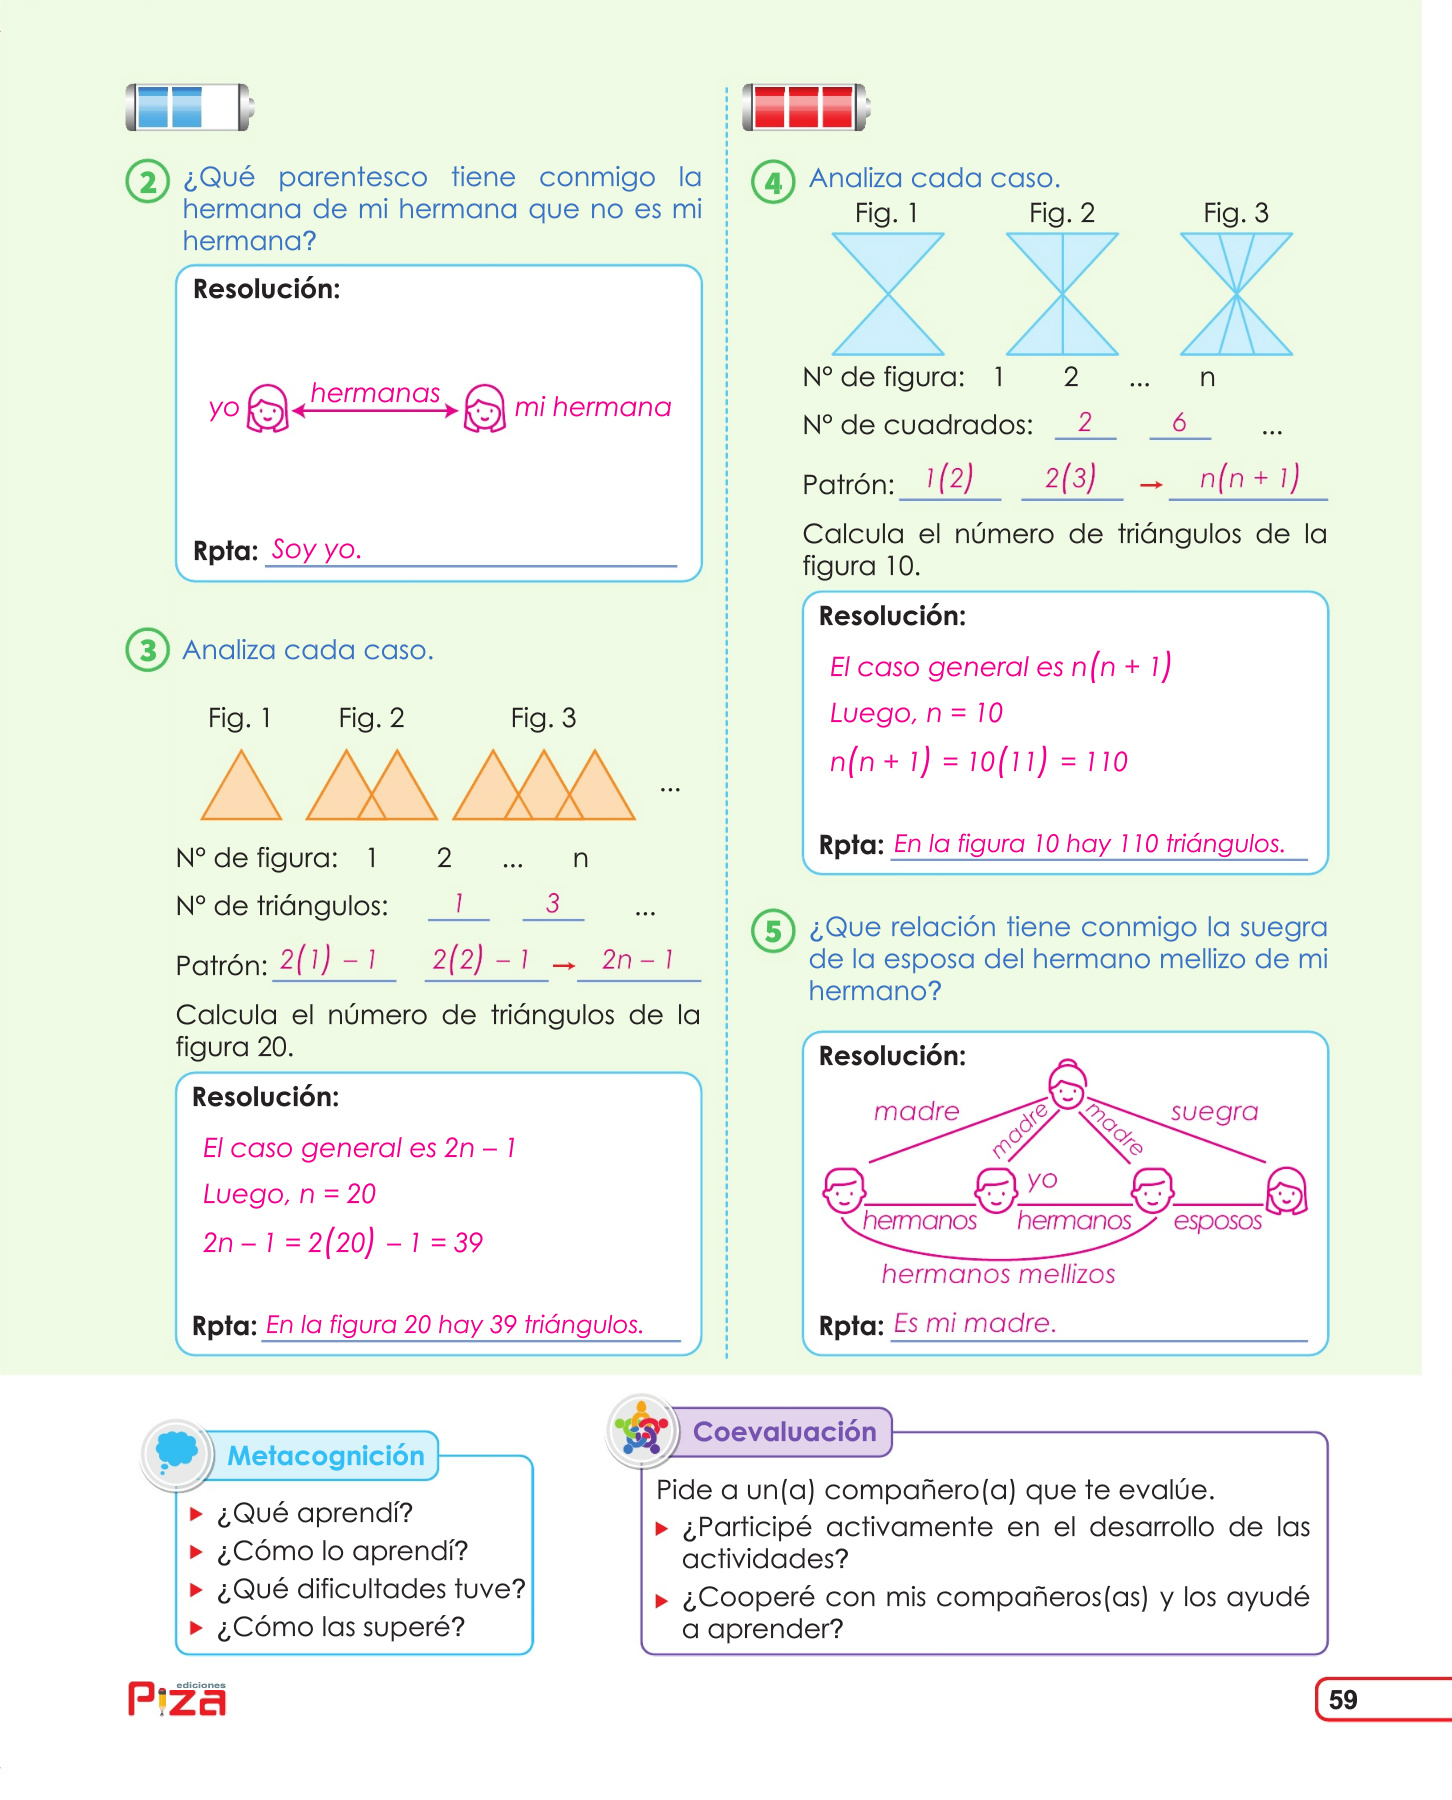 2 ¿Qué parentesco tiene conmigo la
hermana de mi hermana que no es mi
hermana?
Resolución:
yo hermanas mi hermana
Rpta: Soy yo.
3 Analiza cada caso.
Fig. 1 Fig. 2 Fig. 3
...
N° de figura: 1 2 ... n
N° de triángulos: 1 3 ...
Patrón: 2(1) – 1 2(2) – 1 → 2n – 1
Calcula el número de triángulos de la
figura 20.
Resolución:
El caso general es 2n – 1
Luego, n = 20
2n – 1 = 2(20) – 1 = 39
Rpta: En la figura 20 hay 39 triángulos.
4 Analiza cada caso.
Fig. 1 Fig. 2 Fig. 3
N° de figura: 1 2 ... n
N° de cuadrados: 2 6 ...
Patrón: 1(2) 2(3) → n(n + 1)
Calcula el número de triángulos de la
figura 10.
Resolución:
El caso general es n(n + 1)
Luego, n = 10
n(n + 1) = 10(11) = 110
Rpta: En la figura 10 hay 110 triángulos.
5 ¿Que relación tiene conmigo la suegra
de la esposa del hermano mellizo de mi
hermano?
Resolución:
madre madre madre suegra
yo
hermanos hermanos esposos
hermanos mellizos
Rpta: Es mi madre.
Metacognición
¿Qué aprendí?
¿Cómo lo aprendí?
¿Qué dificultades tuve?
¿Cómo las superé?
Coevaluación
Pide a un(a) compañero(a) que te evalúe.
¿Participé activamente en el desarrollo de las
actividades?
¿Cooperé con mis compañeros(as) y los ayudé
a aprender?
ediciones
Piza
59